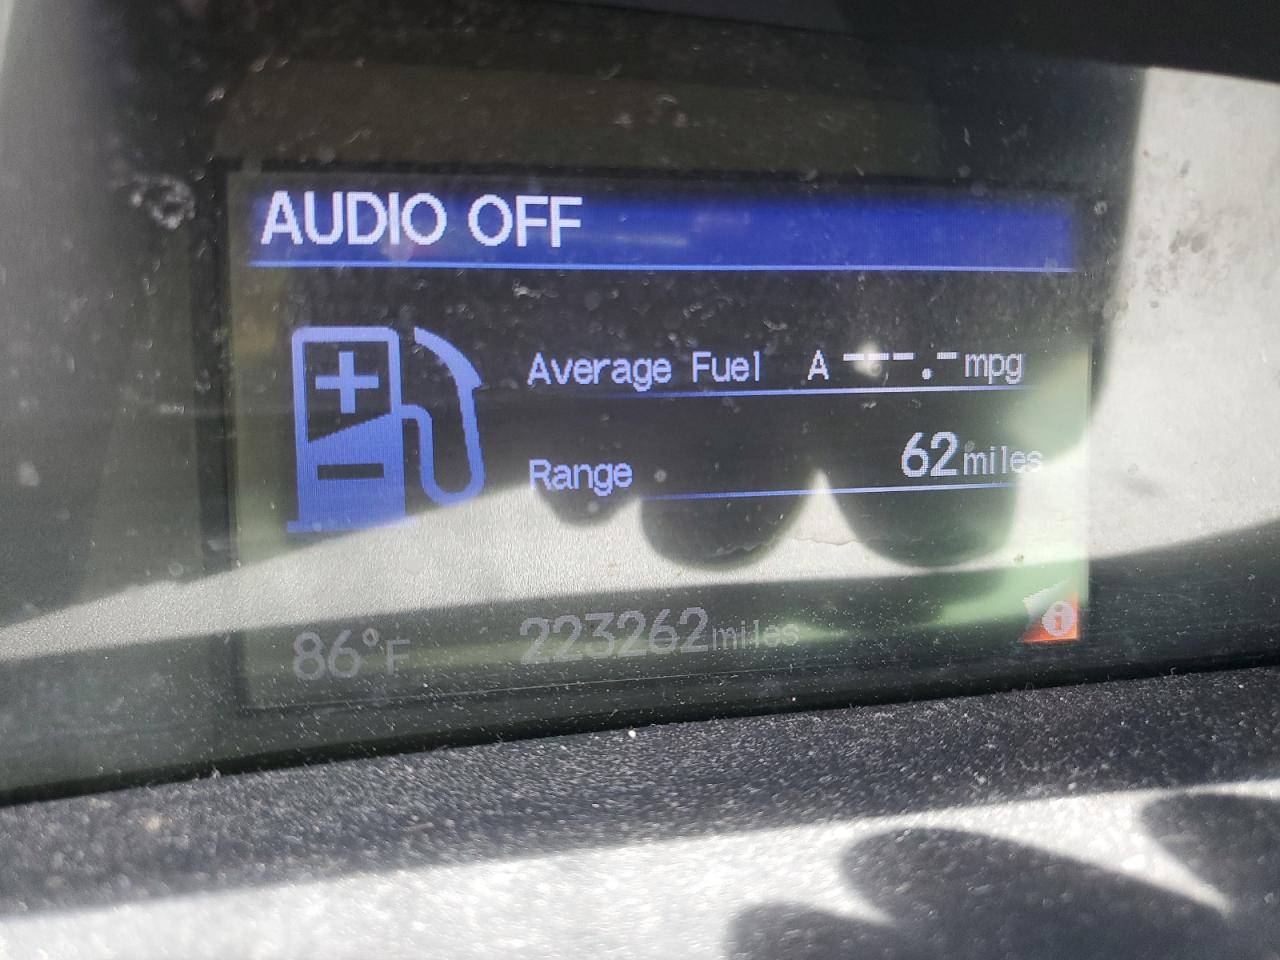 AUDIO OFF
Average Fuel A ---.- mpg
Range 62 miles
86°F 223262 miles
i